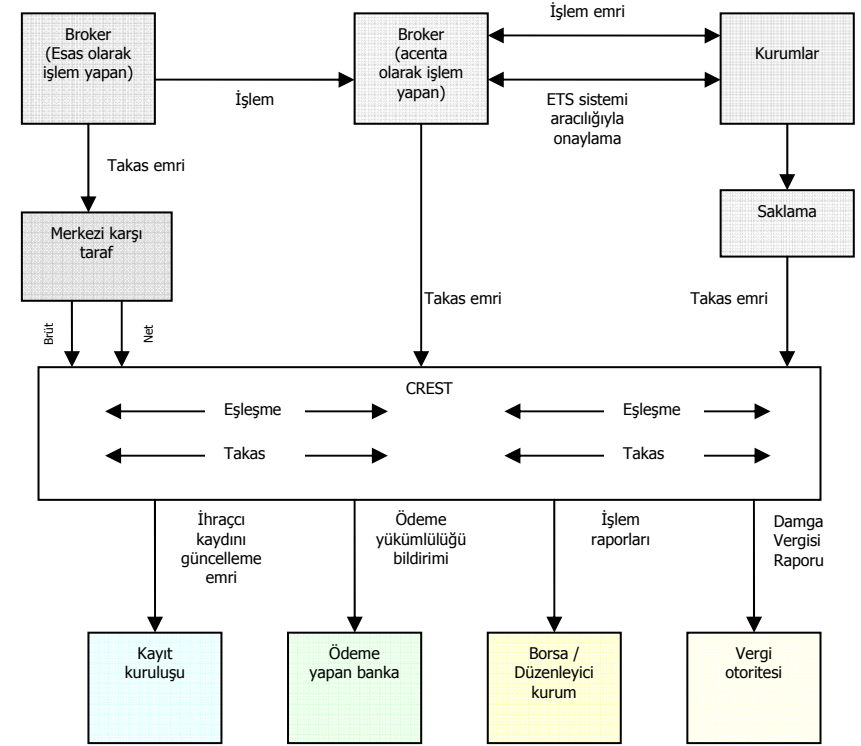 İşlem emri
Broker
(Esas olarak
işlem yapan)
Broker
(acenta
olarak işlem
yapan)
Kurumlar
İşlem
ETS sistemi
aracılığıyla
onaylama
Takas emri
Merkezi karşı
taraf
Saklama
Brüt
Net
Takas emri
Takas emri
CREST
Eşleşme
Eşleşme
Takas
Takas
İhraçcı
kaydını
güncelleme
emri
Ödeme
yükümlülüğü
bildirimi
İşlem
raporları
Damga
Vergisi
Raporu
Kayıt
kuruluşu
Ödeme
yapan banka
Borsa /
Düzenleyici
kurum
Vergi
otoritesi